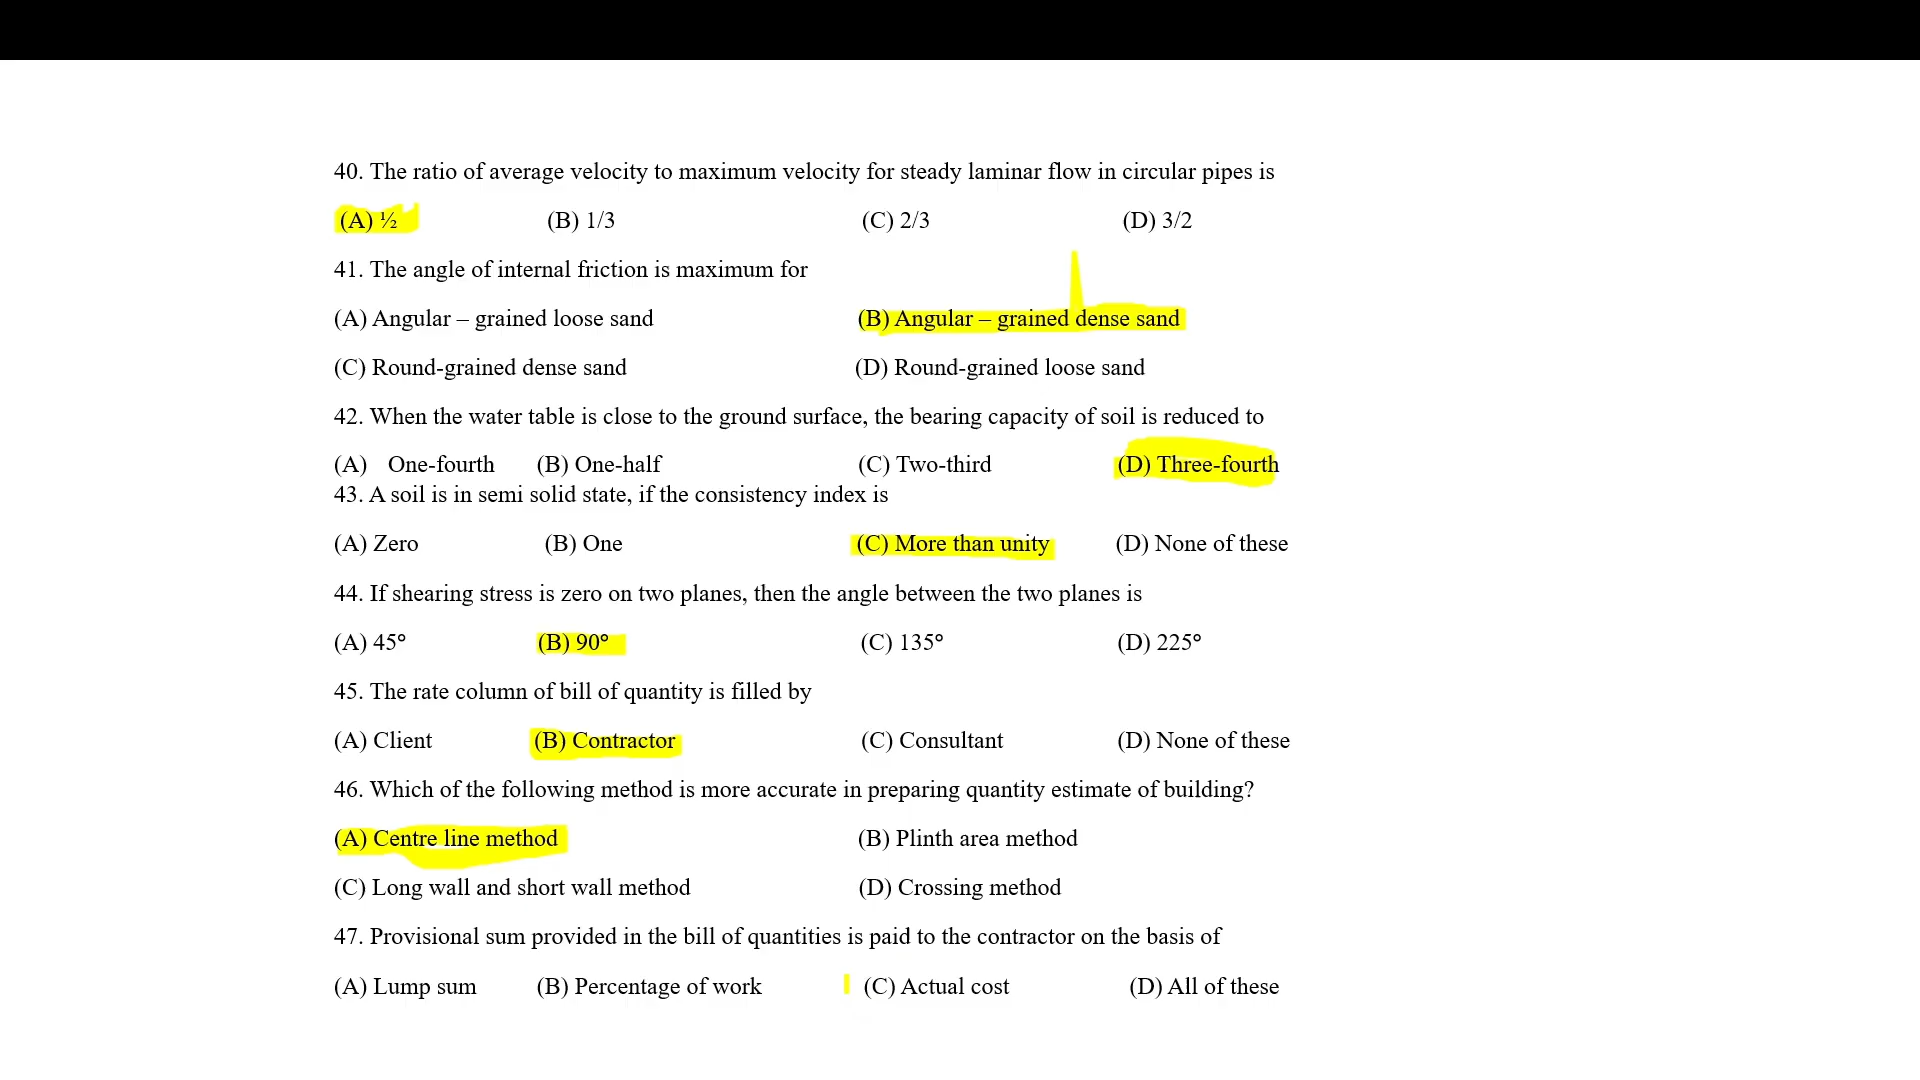 40. The ratio of average velocity to maximum velocity for steady laminar flow in circular pipes is
(A) ½ (B) 1/3 (C) 2/3 (D) 3/2
41. The angle of internal friction is maximum for
(A) Angular – grained loose sand (B) Angular – grained dense sand
(C) Round-grained dense sand (D) Round-grained loose sand
42. When the water table is close to the ground surface, the bearing capacity of soil is reduced to
(A) One-fourth (B) One-half (C) Two-third (D) Three-fourth
43. A soil is in semi solid state, if the consistency index is
(A) Zero (B) One (C) More than unity (D) None of these
44. If shearing stress is zero on two planes, then the angle between the two planes is
(A) 45° (B) 90° (C) 135° (D) 225°
45. The rate column of bill of quantity is filled by
(A) Client (B) Contractor (C) Consultant (D) None of these
46. Which of the following method is more accurate in preparing quantity estimate of building?
(A) Centre line method (B) Plinth area method
(C) Long wall and short wall method (D) Crossing method
47. Provisional sum provided in the bill of quantities is paid to the contractor on the basis of
(A) Lump sum (B) Percentage of work (C) Actual cost (D) All of these